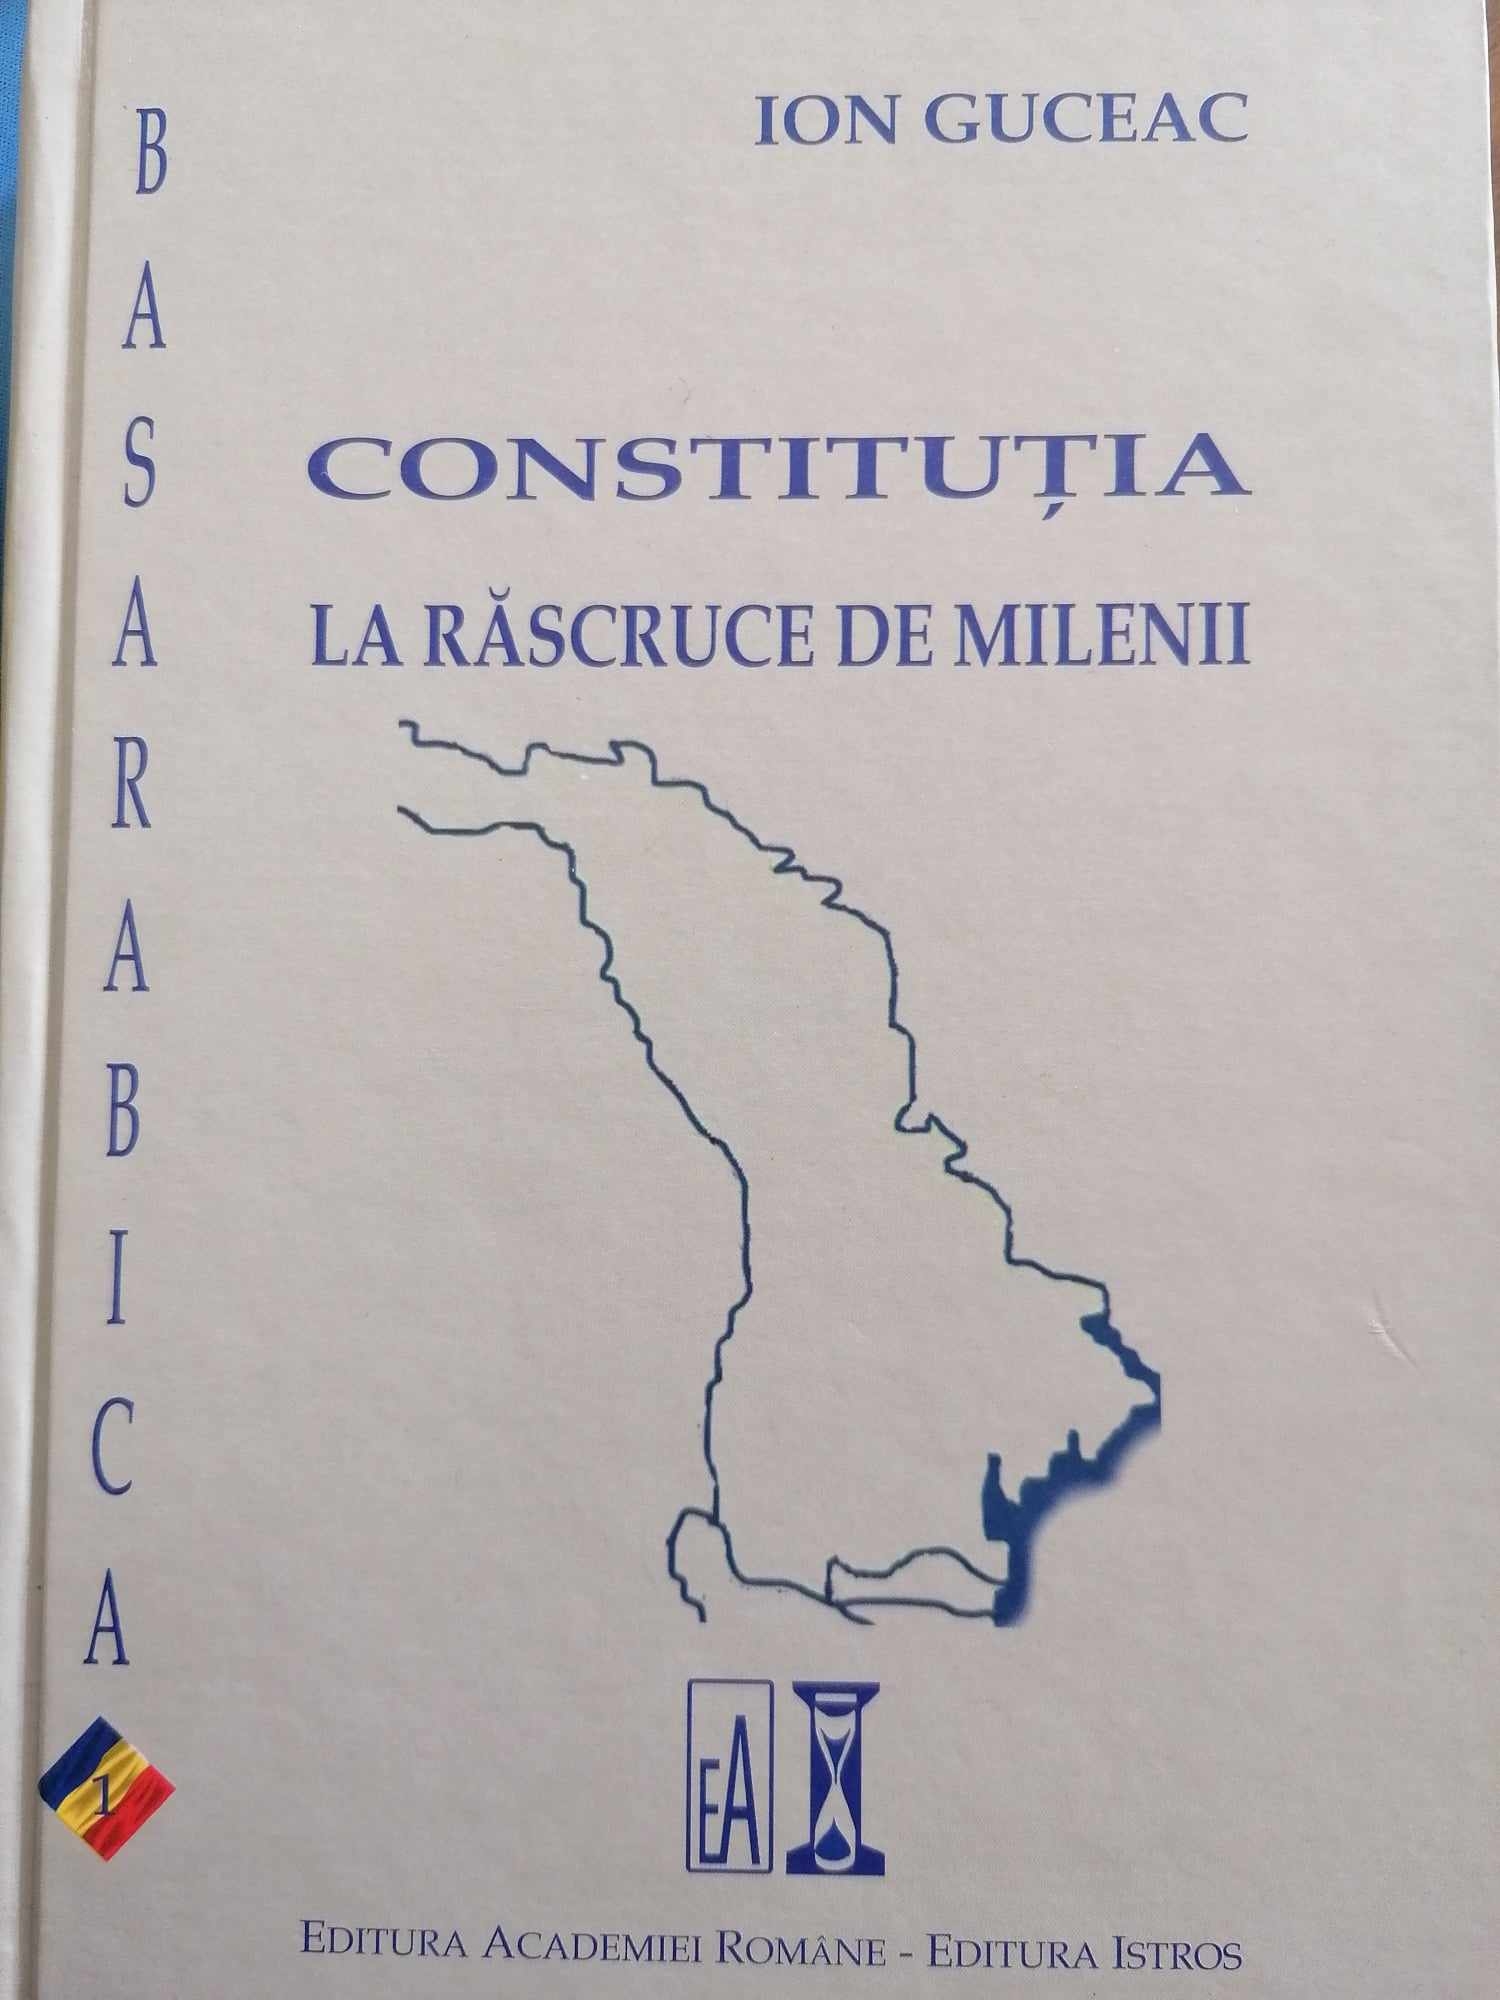 ION GUCEAC
CONSTITUȚIA
LA RĂSCRUCE DE MILENII
BASARABICA
1
EA
EDITURA ACADEMIEI ROMÂNE - EDITURA ISTROS